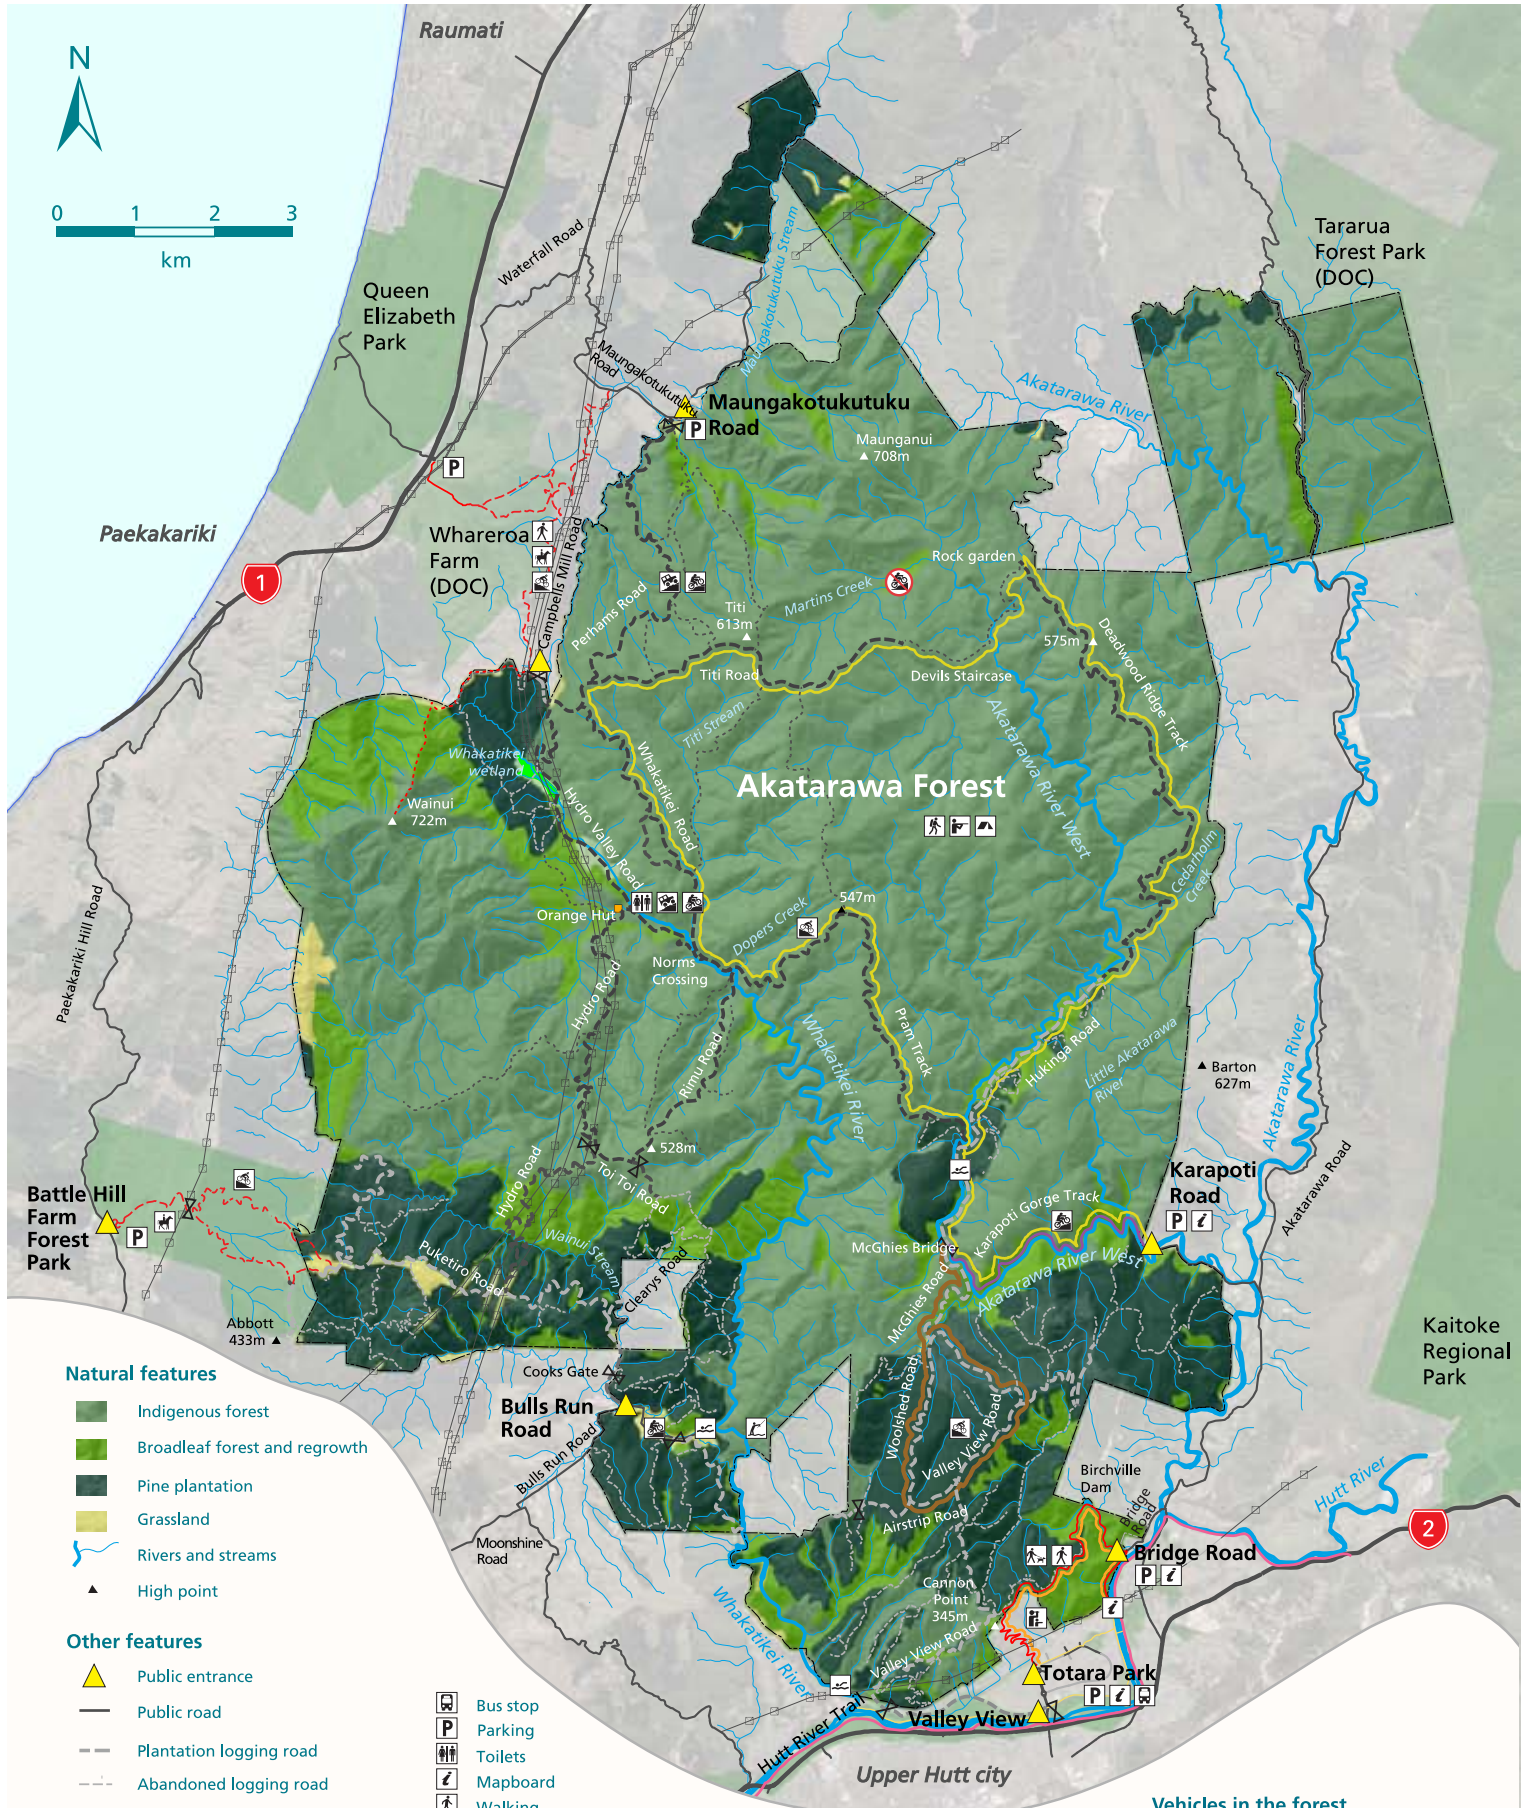 Raumati
N
0 1 2 3
km
Waterfall Road
Maungakotukutuku Stream
Tararua
Forest Park
(DOC)
Queen
Elizabeth
Park
Maungakotukutuku
Road
Akatarawa River
Maungakotukutuku
Road
P
Maunganui
708m
P
Paekakariki
Whareroa
Farm
(DOC)
Campbells Mill Road
Rock garden
1
Perhams Road
Martins Creek
Titi
613m
575m
Deadwood Ridge Track
Titi Road
Devils Staircase
Titi Stream
Akatarawa River West
Whakatikei
wetland
Whakatikei Road
Akatarawa Forest
Wainui
722m
Hydro Valley Road
Cedarholm
Creek
Paekakariki Hill Road
Orange Hut
547m
Dopers Creek
Norms
Crossing
Hydro Road
Pram Track
Whakatikei River
Rimu Road
Hukinga Road
Little Akatarawa
River
Barton
627m
Akatarawa River
Akatarawa Road
528m
Toi Toi Road
Hydro Road
Battle Hill
Farm
Forest
Park
P
Karapoti
Road
P i
Karapoti Gorge Track
McGhies Bridge
Wainui Stream
Puketiro Road
Clearys Road
McGhies Road
Akatarawa River West
Abbott
433m
Kaitoke
Regional
Park
Cooks Gate
Bulls Run
Road
Bulls Run Road
Woolshed Road
Valley View Road
Birchville
Dam
Bridge
Road
Hutt River
2
Airstrip Road
Moonshine
Road
Bridge Road
P i
Cannon
Point
345m
i
Whakatikei River
Valley View Road
Totara Park
P i
Valley View
Hutt River Trail
Upper Hutt city
Natural features
Indigenous forest
Broadleaf forest and regrowth
Pine plantation
Grassland
Rivers and streams
High point
Other features
Public entrance
Public road
Plantation logging road
Abandoned logging road
Bus stop
P Parking
Toilets
i Mapboard
Walking
Vehicles in the forest